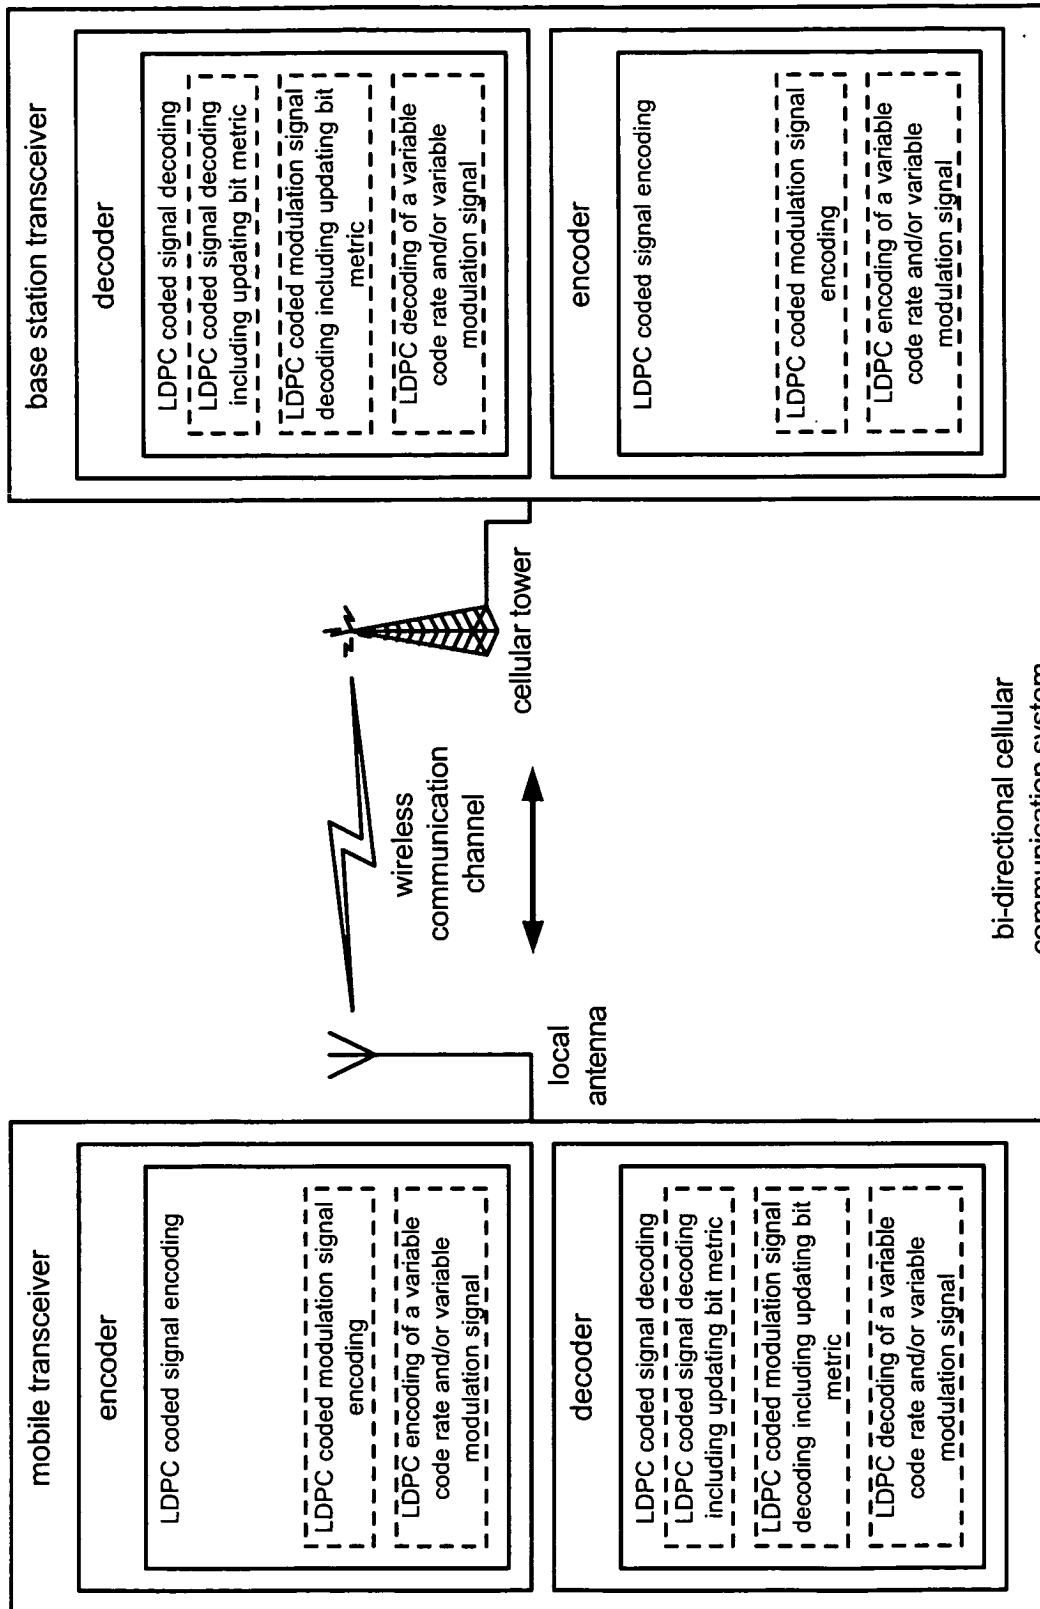 mobile transceiver
encoder
LDPC coded signal encoding
LDPC coded modulation signal
encoding
LDPC encoding of a variable
code rate and/or variable
modulation signal
decoder
LDPC coded signal decoding
LDPC coded signal decoding
including updating bit metric
LDPC coded modulation signal
decoding including updating bit
metric
LDPC decoding of a variable
code rate and/or variable
modulation signal
local
antenna
wireless
communication
channel
cellular tower
bi-directional cellular
communication system
base station transceiver
decoder
LDPC coded signal decoding
LDPC coded signal decoding
including updating bit metric
LDPC coded modulation signal
decoding including updating bit
metric
LDPC decoding of a variable
code rate and/or variable
modulation signal
encoder
LDPC coded signal encoding
LDPC coded modulation signal
encoding
LDPC encoding of a variable
code rate and/or variable
modulation signal